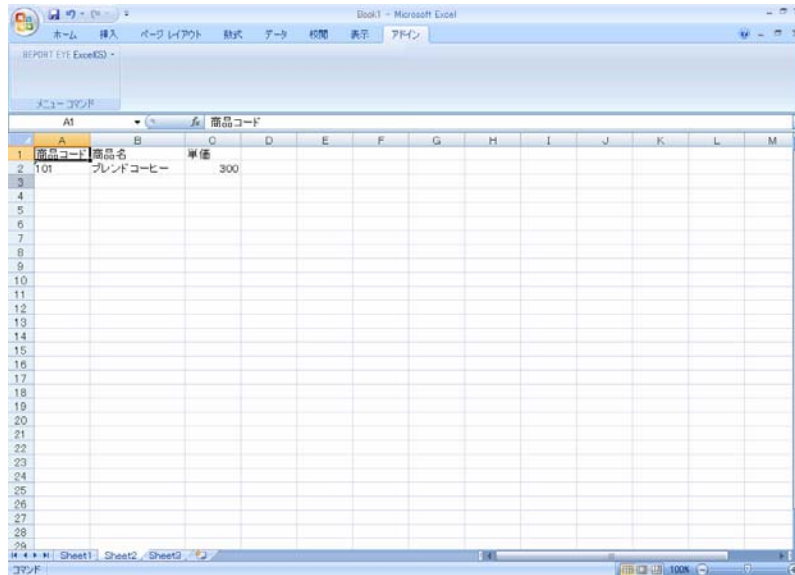 Book1 - Microsoft Excel
ホーム 挿入 ページ レイアウト 数式 データ 校閲 表示 アドイン
REPORT EYE Excel(S)
メニュー コマンド
A1 fx 商品コード
A B C D E F G H I J K L M
1 商品コード 商品名 単価
2 101 ブレンドコーヒー 300
3
4
5
6
7
8
9
10
11
12
13
14
15
16
17
18
19
20
21
22
23
24
25
26
27
28
29
Sheet1 Sheet2 Sheet3
コマンド 100%